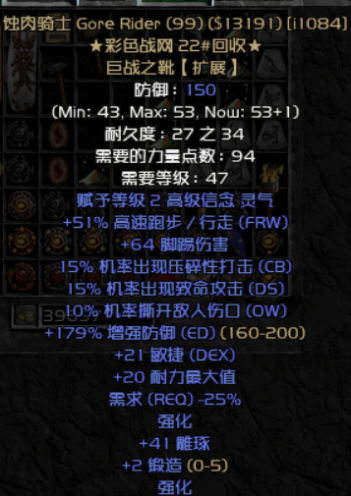 蚀肉骑士 Gore Rider (99) ($13191) [i1084]
★彩色战网 22#回收★
巨战之靴【扩展】
防御: 150
(Min: 43, Max: 53, Now: 53+1)
耐久度: 27 之 34
需要的力量点数: 94
需要等级: 47
赋予等级 2 高级信念 灵气
+51% 高速跑步/行走 (FRW)
+64 脚踢伤害
15% 机率出现压碎性打击 (CB)
15% 机率出现致命攻击 (DS)
10% 机率撕开敌人伤口 (OW)
+179% 增强防御 (ED) (160-200)
+21 敏捷 (DEX)
+20 耐力最大值
需求 (REQ) -25%
强化
+41 雕琢
+2 锻造 (0-5)
强化